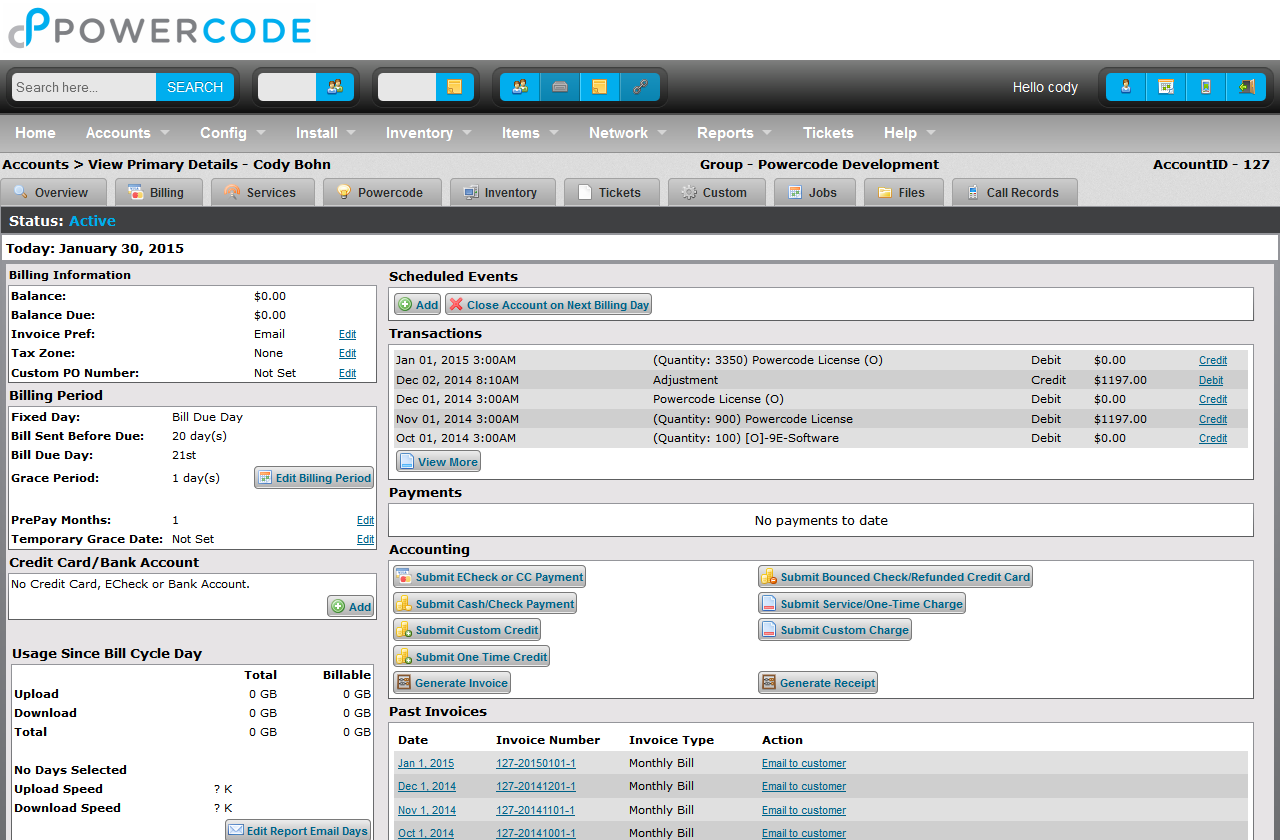 POWERCODE
Search here... SEARCH Hello cody
Home Accounts Config Install Inventory Items Network Reports Tickets Help
Accounts > View Primary Details - Cody Bohn Group - Powercode Development AccountID - 127
Overview Billing Services Powercode Inventory Tickets Custom Jobs Files Call Records
Status: Active
Today: January 30, 2015
Billing Information
Balance: $0.00
Balance Due: $0.00
Invoice Pref: Email Edit
Tax Zone: None Edit
Custom PO Number: Not Set Edit
Billing Period
Fixed Day: Bill Due Day
Bill Sent Before Due: 20 day(s)
Bill Due Day: 21st
Grace Period: 1 day(s) Edit Billing Period
PrePay Months: 1 Edit
Temporary Grace Date: Not Set Edit
Credit Card/Bank Account
No Credit Card, ECheck or Bank Account.
Add
Usage Since Bill Cycle Day
Total Billable
Upload 0 GB 0 GB
Download 0 GB 0 GB
Total 0 GB 0 GB
No Days Selected
Upload Speed ? K
Download Speed ? K
Edit Report Email Days
Scheduled Events
Add Close Account on Next Billing Day
Transactions
Jan 01, 2015 3:00AM (Quantity: 3350) Powercode License (O) Debit $0.00 Credit
Dec 02, 2014 8:10AM Adjustment Credit $1197.00 Debit
Dec 01, 2014 3:00AM Powercode License (O) Debit $0.00 Credit
Nov 01, 2014 3:00AM (Quantity: 900) Powercode License Debit $1197.00 Credit
Oct 01, 2014 3:00AM (Quantity: 100) [O]-9E-Software Debit $0.00 Credit
View More
Payments
No payments to date
Accounting
Submit ECheck or CC Payment Submit Bounced Check/Refunded Credit Card
Submit Cash/Check Payment Submit Service/One-Time Charge
Submit Custom Credit Submit Custom Charge
Submit One Time Credit
Generate Invoice Generate Receipt
Past Invoices
Date Invoice Number Invoice Type Action
Jan 1, 2015 127-20150101-1 Monthly Bill Email to customer
Dec 1, 2014 127-20141201-1 Monthly Bill Email to customer
Nov 1, 2014 127-20141101-1 Monthly Bill Email to customer
Oct 1, 2014 127-20141001-1 Monthly Bill Email to customer